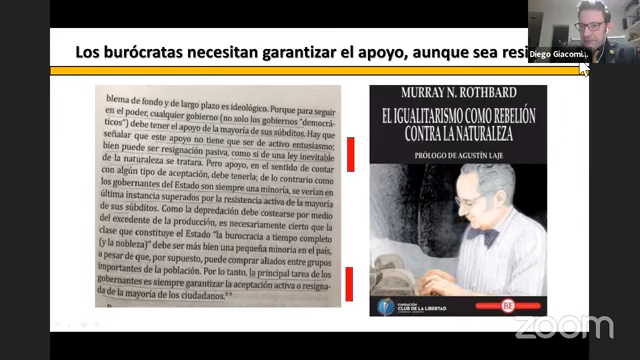 Los burócratas necesitan garantizar el apoyo, aunque sea resi
Diego Giacomi...
blema de fondo y de largo plazo es ideológico. Porque para seguir
en el poder, cualquier gobierno (no solo los gobiernos "democrá-
ticos") debe tener el apoyo de la mayoría de sus súbditos. Hay que
señalar que este apoyo no tiene que ser de activo entusiasmo;
bien puede ser resignación pasiva, como si de una ley inevitable
de la naturaleza se tratara. Pero apoyo, en el sentido de contar
con algún tipo de aceptación, debe tenerla; de lo contrario como
los gobernantes del Estado son siempre una minoría, se verían en
última instancia superados por la resistencia activa de la mayoría
de sus súbditos. Como la depredación debe costearse por medio
del excedente de la producción, es necesariamente cierto que la
clase que constituye el Estado "la burocracia a tiempo completo
(y la nobleza)" debe ser más bien una pequeña minoría en el país,
a pesar de que, por supuesto, puede comprar aliados entre grupos
importantes de la población. Por lo tanto, la principal tarea de los
gobernantes es siempre garantizar la aceptación activa o resigna-
da de la mayoría de los ciudadanos.
MURRAY N. ROTHBARD
EL IGUALITARISMO COMO REBELIÓN
CONTRA LA NATURALEZA
PRÓLOGO DE AGUSTÍN LAJE
FUNDACIÓN
CLUB DE LA LIBERTAD
BE
zoom